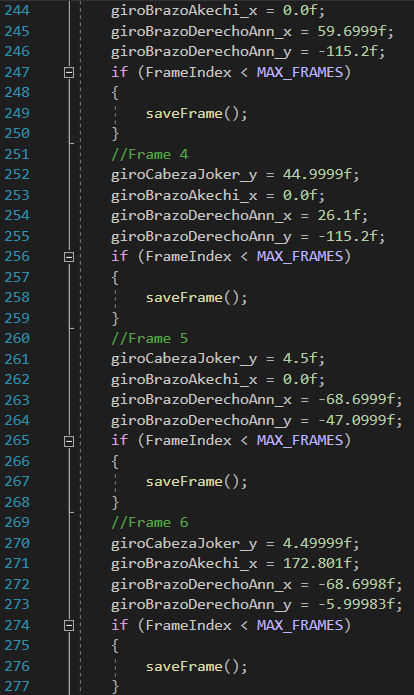 244 giroBrazoAkechi_x = 0.0f;
245 giroBrazoDerechoAnn_x = 59.6999f;
246 giroBrazoDerechoAnn_y = -115.2f;
247 if (FrameIndex < MAX_FRAMES)
248 {
249 saveFrame();
250 }
251 //Frame 4
252 giroCabezaJoker_y = 44.9999f;
253 giroBrazoAkechi_x = 0.0f;
254 giroBrazoDerechoAnn_x = 26.1f;
255 giroBrazoDerechoAnn_y = -115.2f;
256 if (FrameIndex < MAX_FRAMES)
257 {
258 saveFrame();
259 }
260 //Frame 5
261 giroCabezaJoker_y = 4.5f;
262 giroBrazoAkechi_x = 0.0f;
263 giroBrazoDerechoAnn_x = -68.6999f;
264 giroBrazoDerechoAnn_y = -47.0999f;
265 if (FrameIndex < MAX_FRAMES)
266 {
267 saveFrame();
268 }
269 //Frame 6
270 giroCabezaJoker_y = 4.49999f;
271 giroBrazoAkechi_x = 172.801f;
272 giroBrazoDerechoAnn_x = -68.6998f;
273 giroBrazoDerechoAnn_y = -5.99983f;
274 if (FrameIndex < MAX_FRAMES)
275 {
276 saveFrame();
277 }